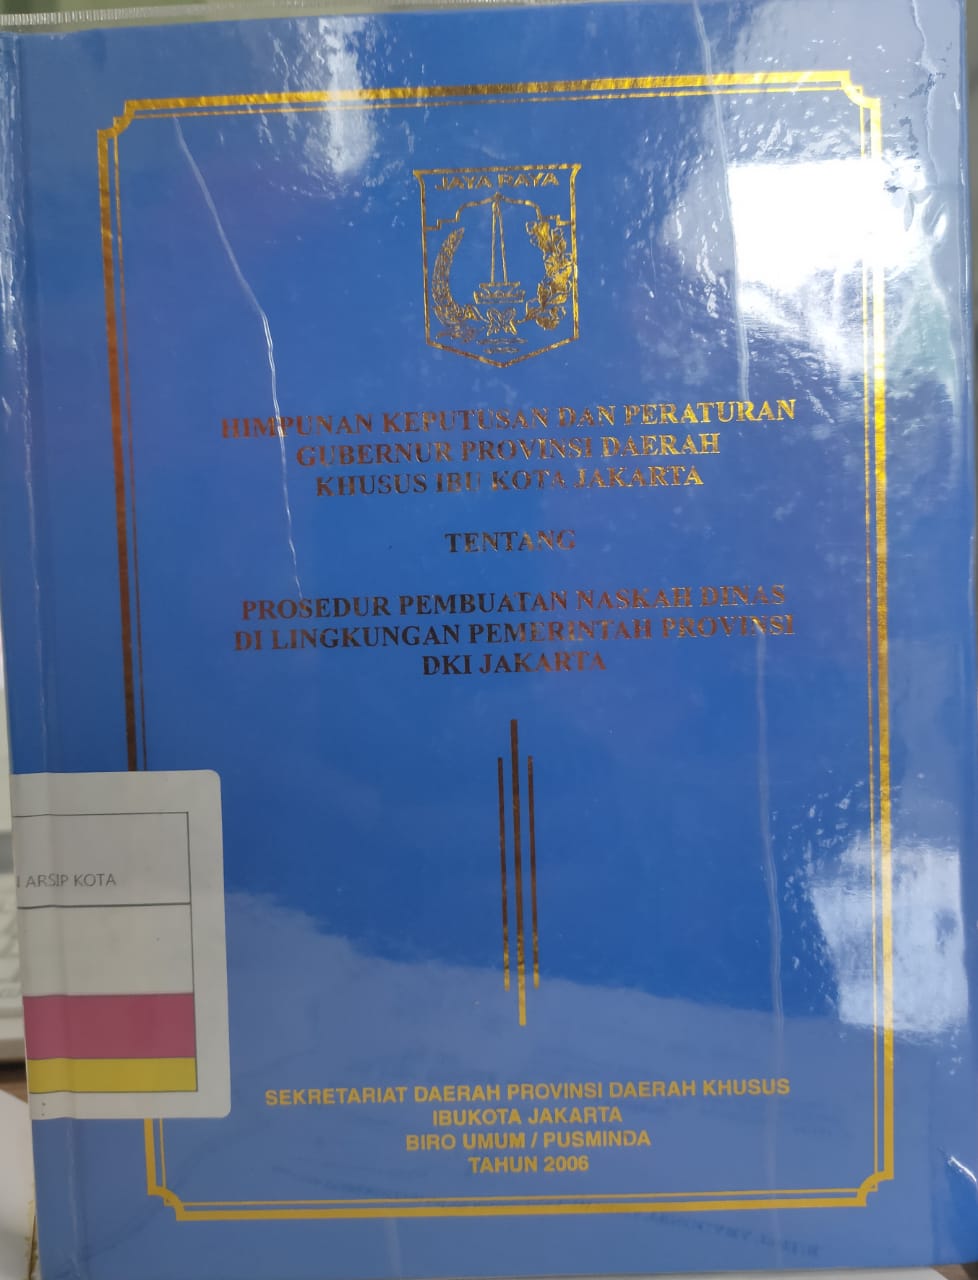 JAYA RAYA
HIMPUNAN KEPUTUSAN DAN PERATURAN
GUBERNUR PROVINSI DAERAH
KHUSUS IBU KOTA JAKARTA
TENTANG
PROSEDUR PEMBUATAN NASKAH DINAS
DI LINGKUNGAN PEMERINTAH PROVINSI
DKI JAKARTA
ARSIP KOTA
SEKRETARIAT DAERAH PROVINSI DAERAH KHUSUS
IBUKOTA JAKARTA
BIRO UMUM / PUSMINDA
TAHUN 2006